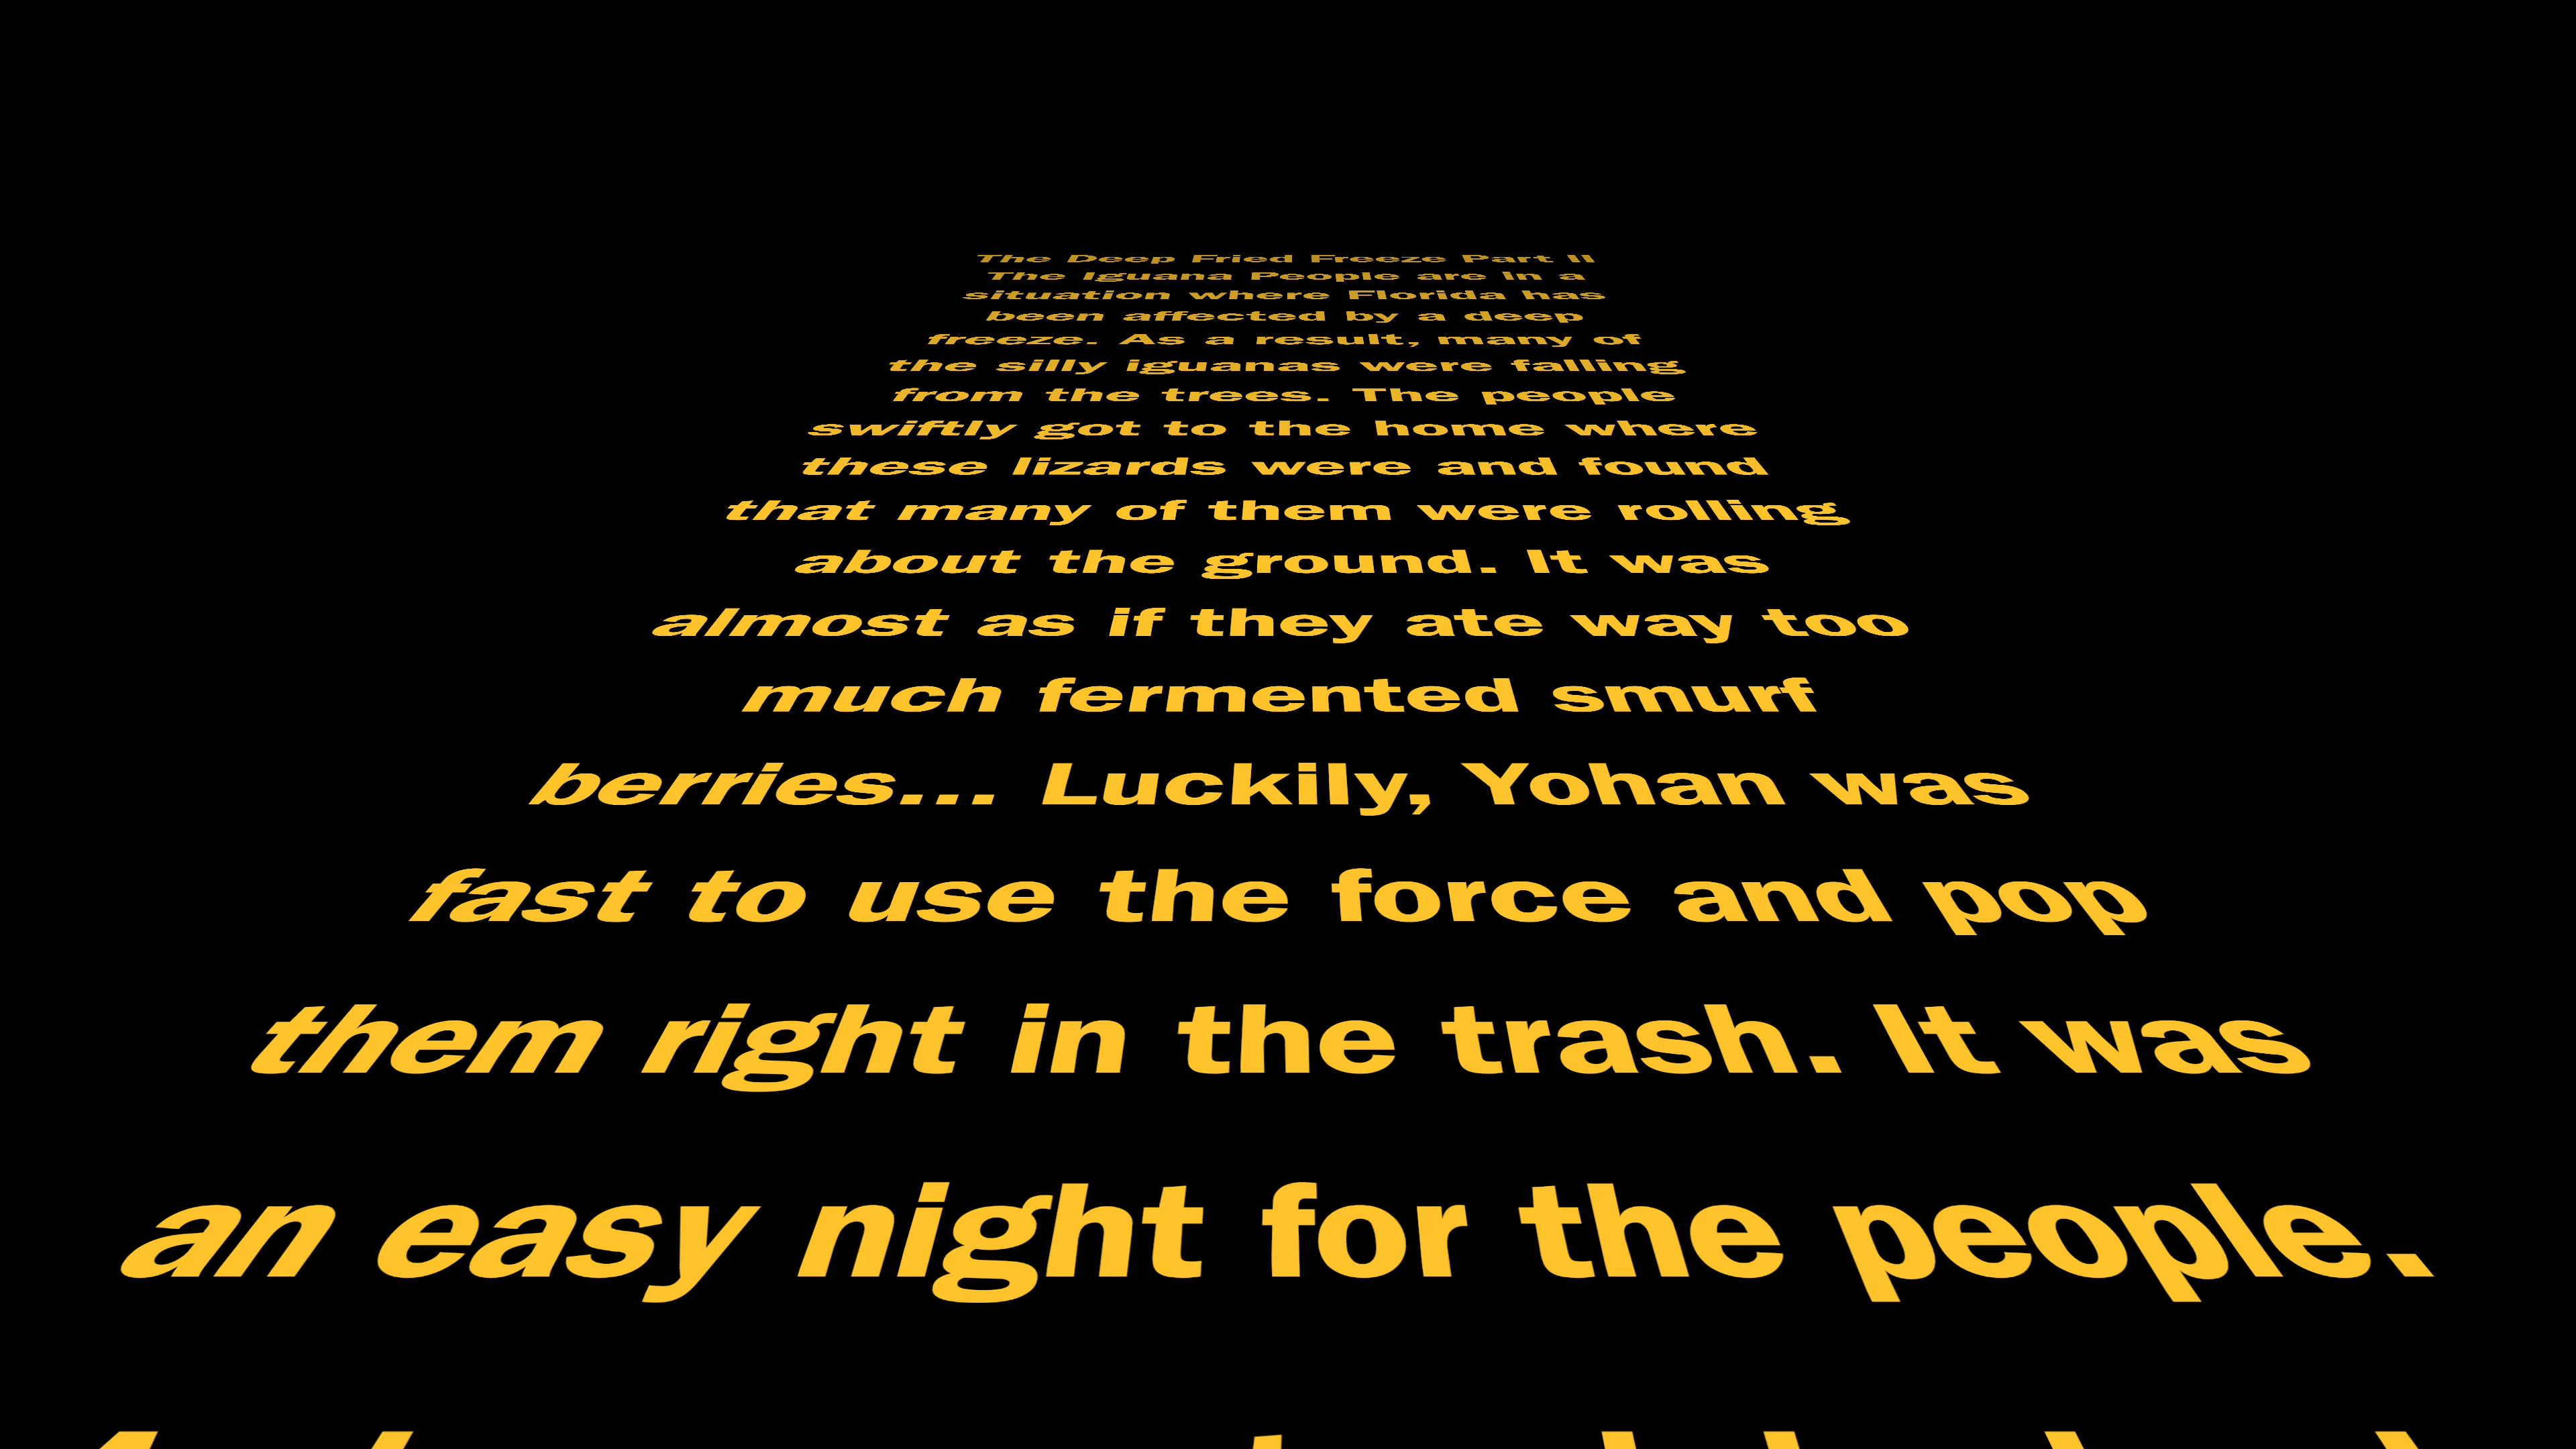 The Deep Fried Freeze Part II
The Iguana People are in a
situation where Florida has
been affected by a deep
freeze. As a result, many of
the silly iguanas were falling
from the trees. The people
swiftly got to the home where
these lizards were and found
that many of them were rolling
about the ground. It was
almost as if they ate way too
much fermented smurf
berries... Luckily, Yohan was
fast to use the force and pop
them right in the trash. It was
an easy night for the people.